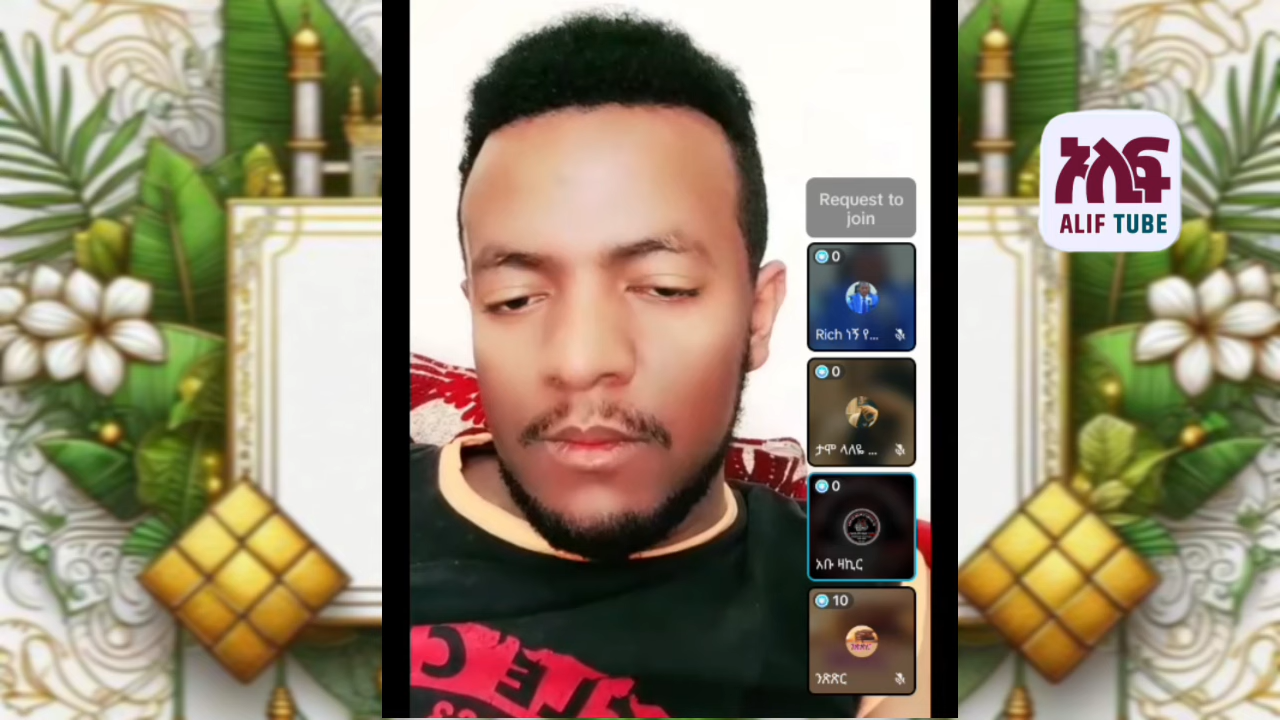 Request to
join
0
Rich ነኝ የ...
0
ታሞ ላለዬ ...
0
አቡ ዛኪር
10
ንጽጽር
አሊፍ
ALIF TUBE